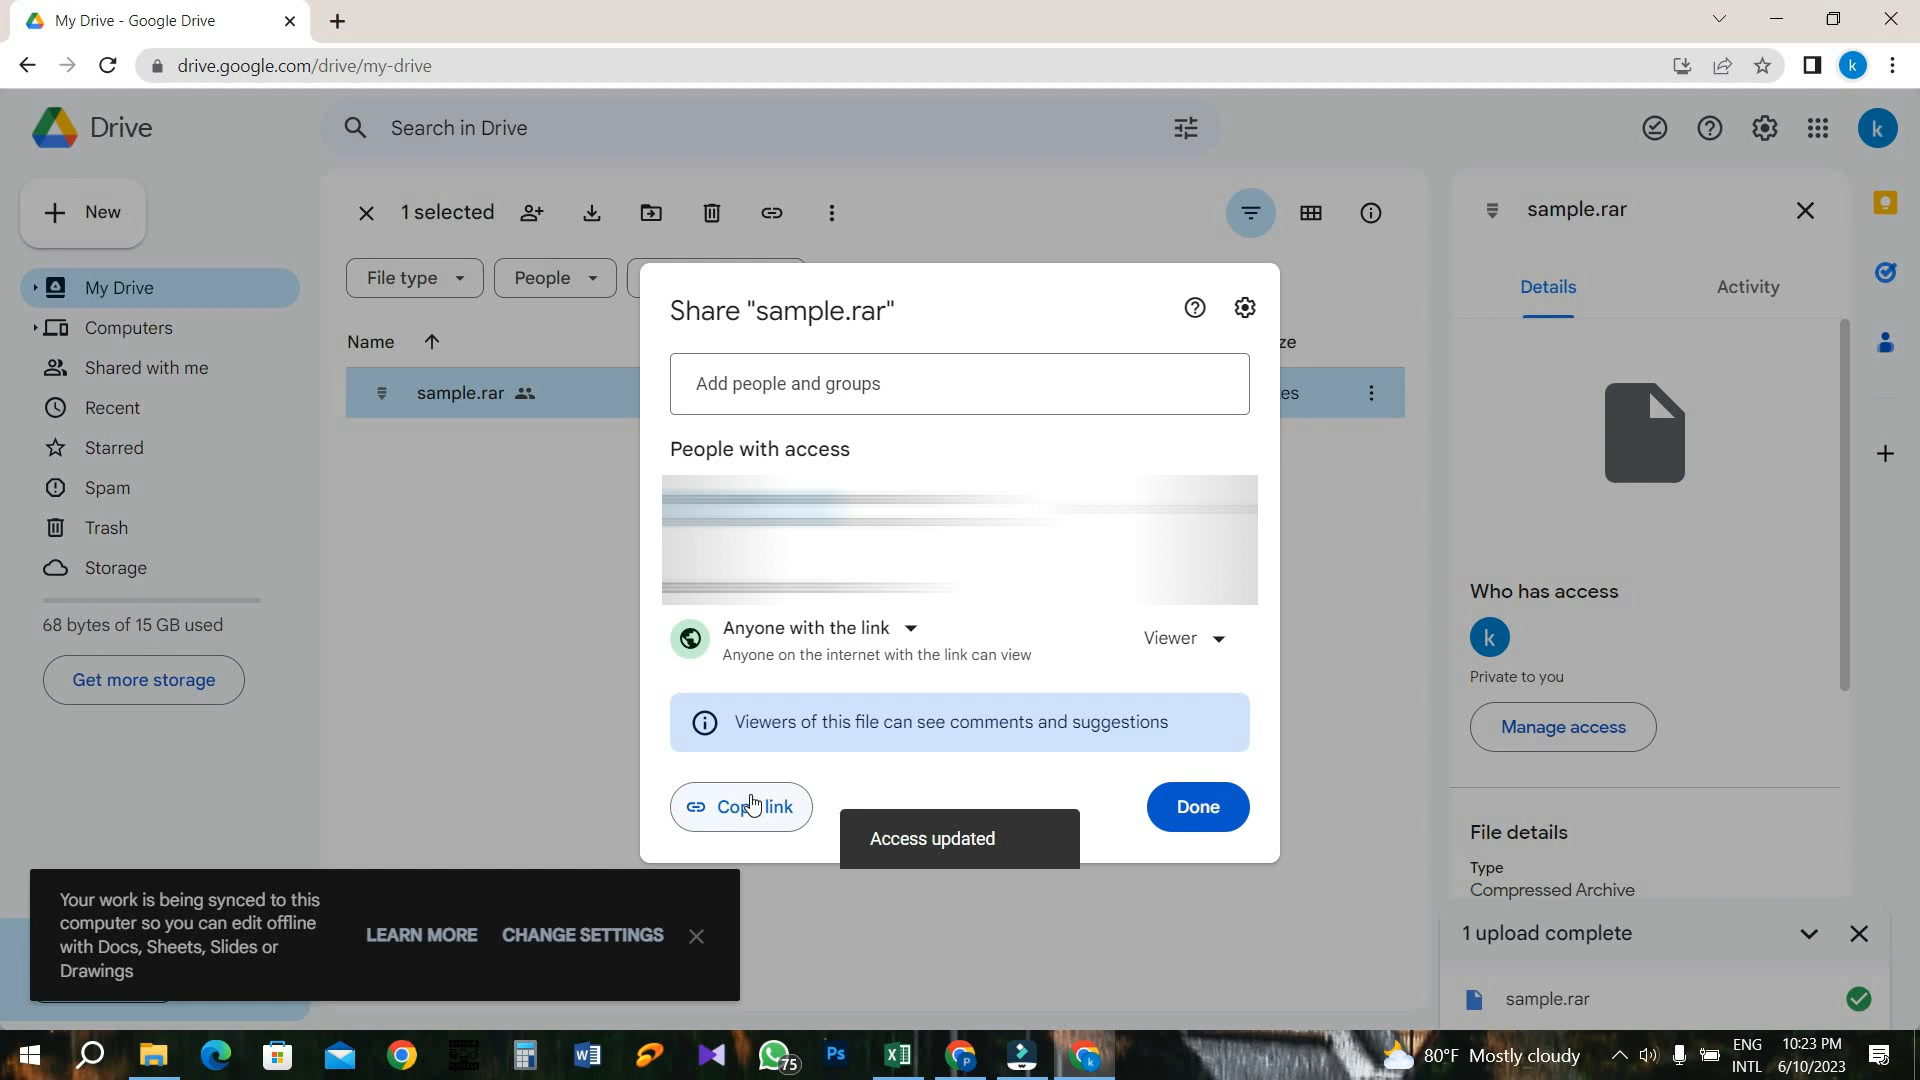 My Drive - Google Drive
drive.google.com/drive/my-drive
k
Drive
Search in Drive
k
New
1 selected
sample.rar
File type
People
Details
Activity
My Drive
Computers
Shared with me
Recent
Starred
Spam
Trash
Storage
68 bytes of 15 GB used
Get more storage
Name
ze
sample.rar
es
Share "sample.rar"
Add people and groups
People with access
Anyone with the link
Anyone on the internet with the link can view
Viewer
Viewers of this file can see comments and suggestions
Copy link
Done
Access updated
Who has access
k
Private to you
Manage access
File details
Type
Compressed Archive
1 upload complete
sample.rar
Your work is being synced to this
computer so you can edit offline
with Docs, Sheets, Slides or
Drawings
LEARN MORE
CHANGE SETTINGS
75
Ps
80°F Mostly cloudy
ENG
INTL
10:23 PM
6/10/2023